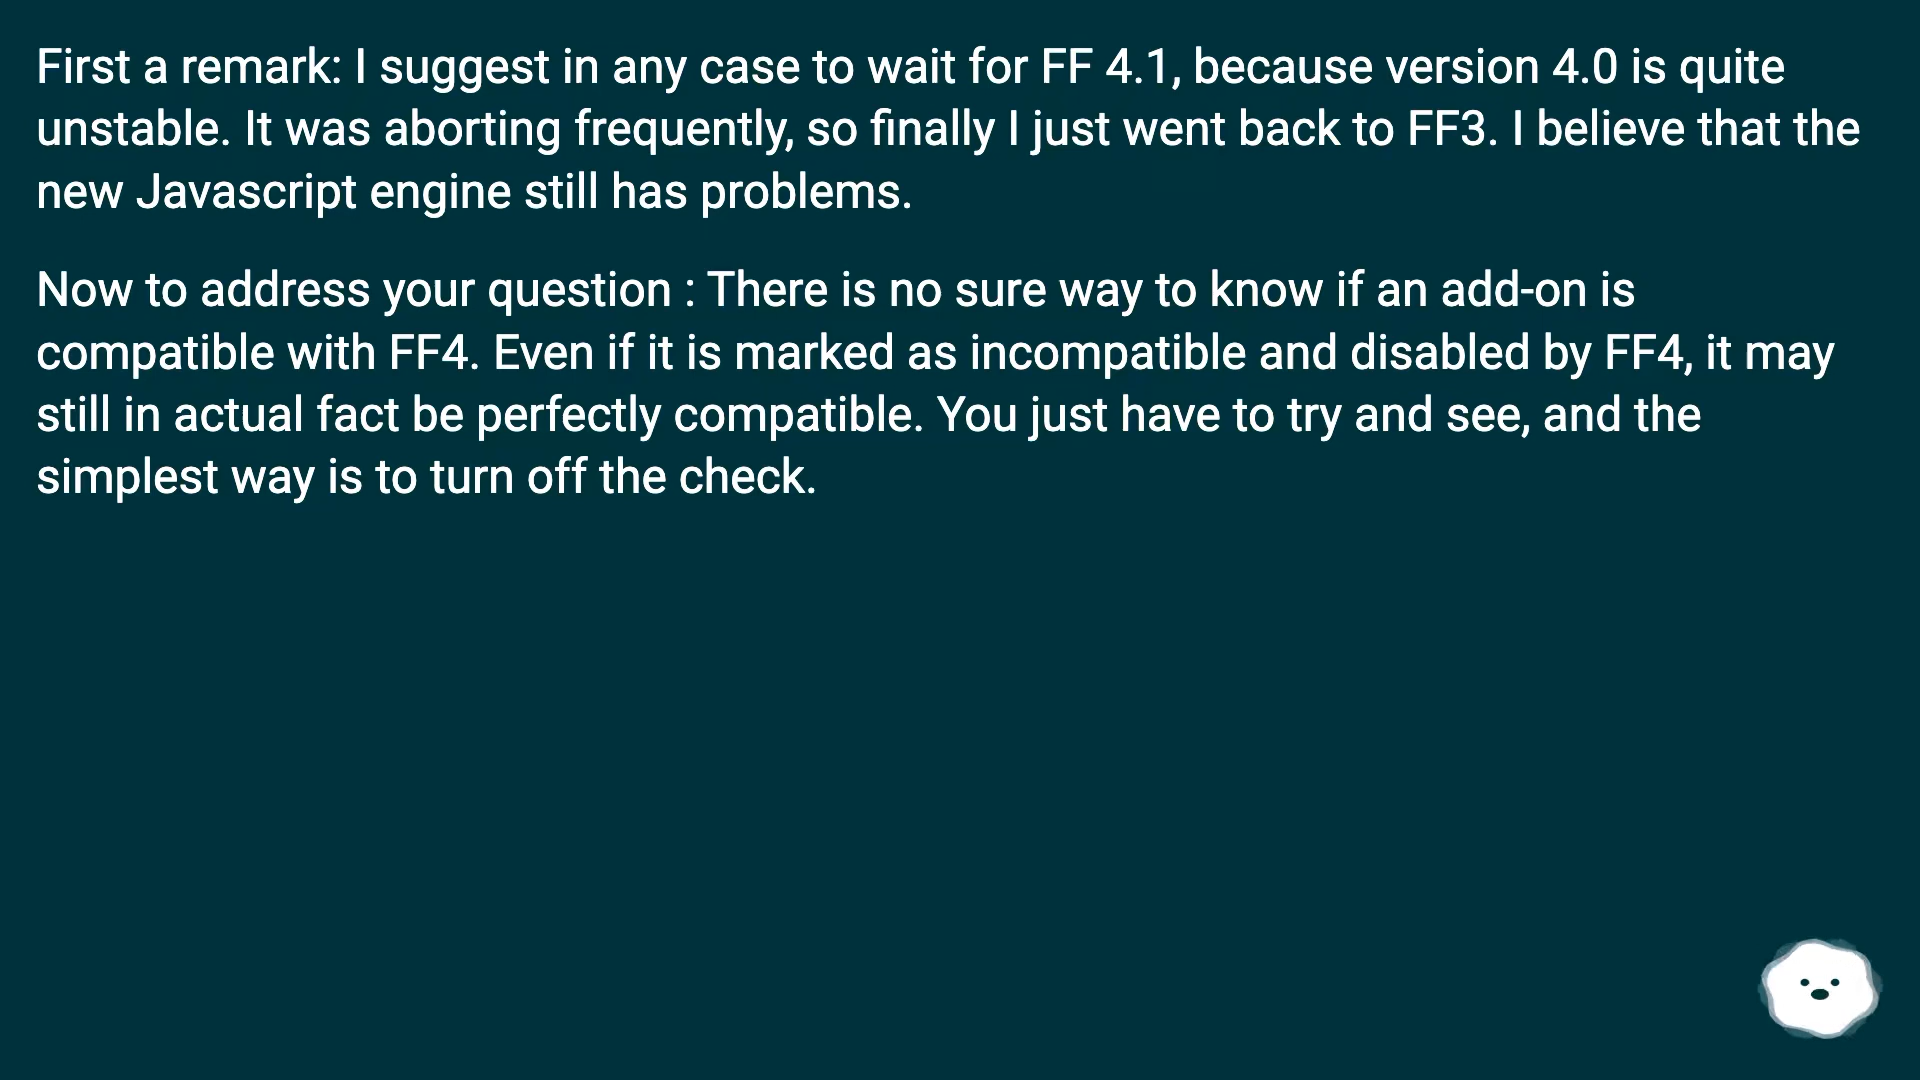 First a remark: I suggest in any case to wait for FF 4.1, because version 4.0 is quite
unstable. It was aborting frequently, so finally I just went back to FF3. I believe that the
new Javascript engine still has problems.
Now to address your question : There is no sure way to know if an add-on is
compatible with FF4. Even if it is marked as incompatible and disabled by FF4, it may
still in actual fact be perfectly compatible. You just have to try and see, and the
simplest way is to turn off the check.